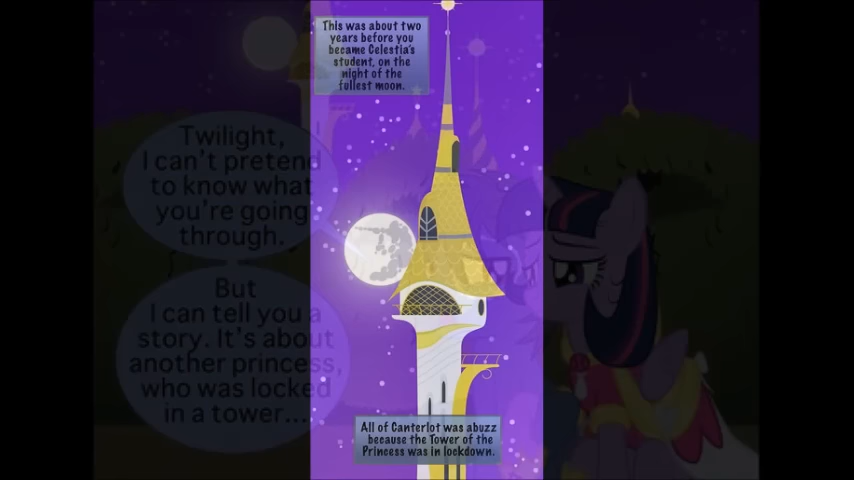 This was about two
years before you
became Celestia's
student, on the
night of the
fullest moon.
Twilight,
I can't pretend
to know what
you're going
through.
But
I can tell you a
story. It's about
another princess,
who was locked
in a tower...
All of Canterlot was abuzz
because the Tower of the
Princess was in lockdown.